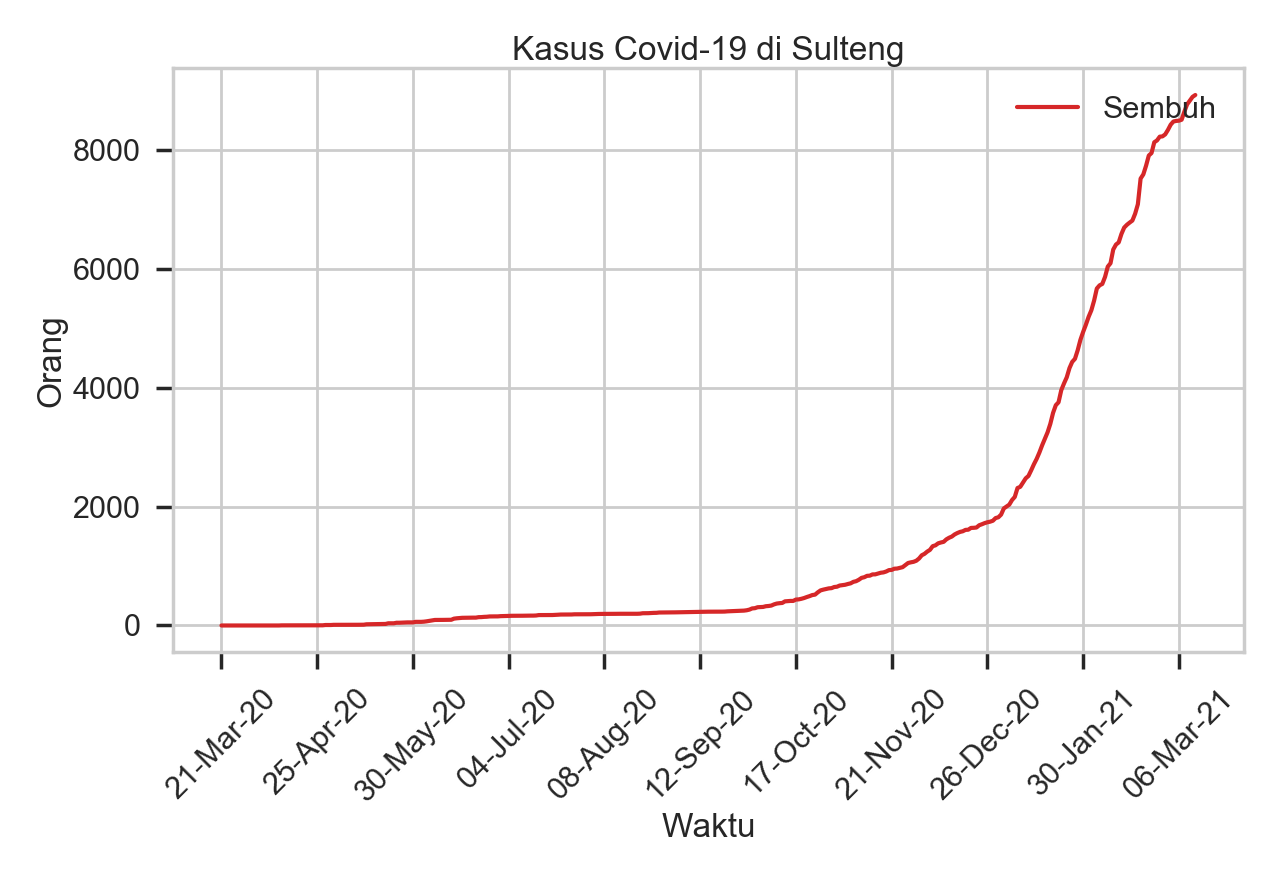 Kasus Covid-19 di Sulteng
Sembuh
8000
6000
4000
2000
0
Orang
21-Mar-20
25-Apr-20
30-May-20
04-Jul-20
08-Aug-20
12-Sep-20
17-Oct-20
21-Nov-20
26-Dec-20
30-Jan-21
06-Mar-21
Waktu